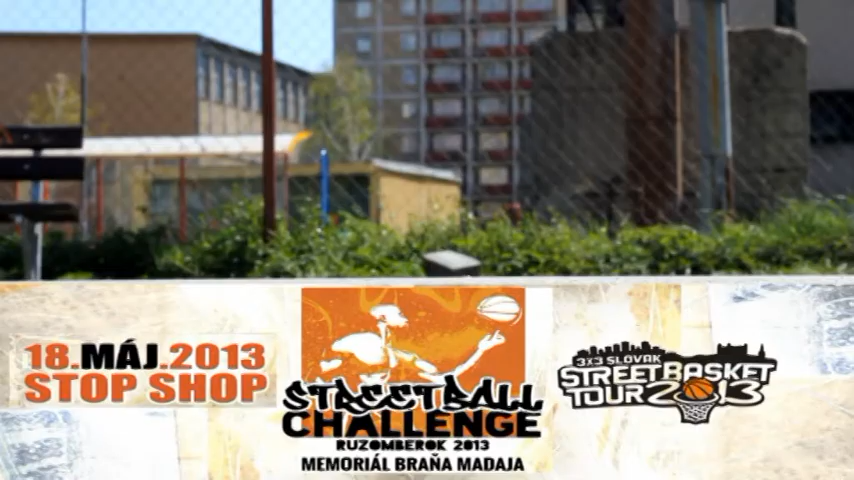 18.MÁJ.2013
STOP SHOP
STREETBALL
CHALLENGE
RUZOMBEROK 2013
MEMORIÁL BRAŇA MADAJA
3X3 SLOVAK
STREETBASKET
TOUR 2013